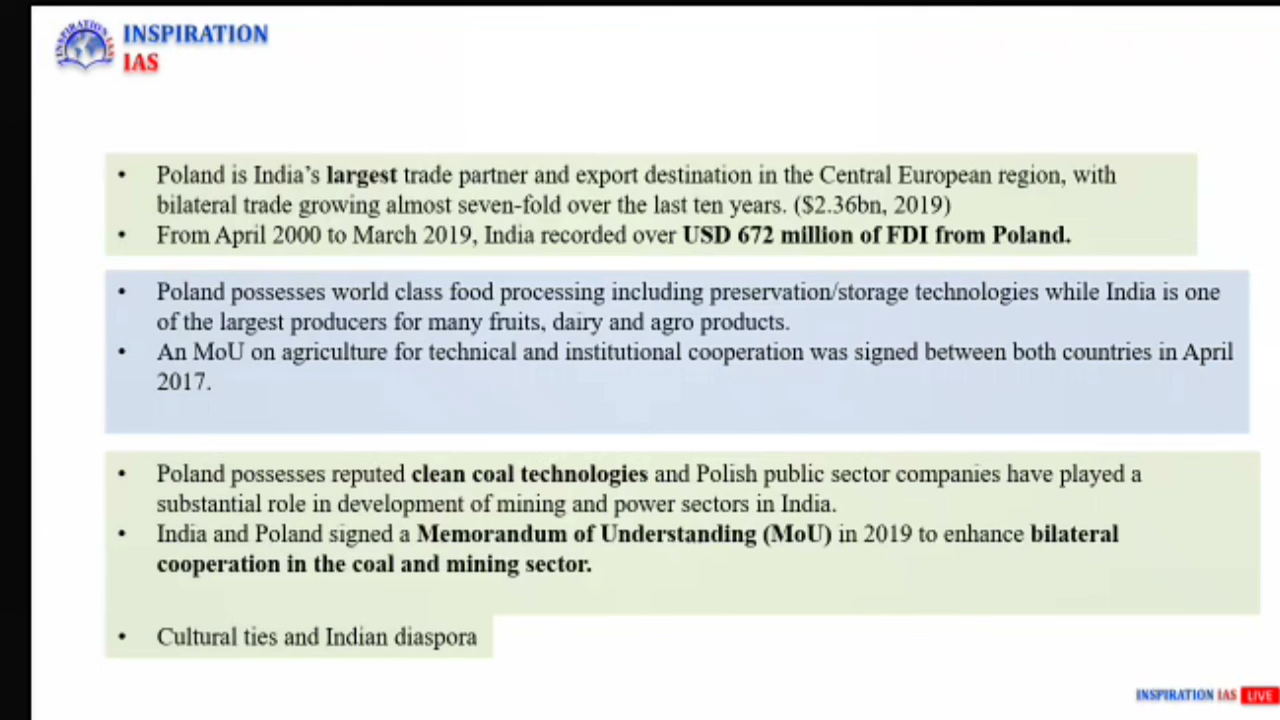 INSPIRATION
IAS
• Poland is India's largest trade partner and export destination in the Central European region, with
bilateral trade growing almost seven-fold over the last ten years. ($2.36bn, 2019)
• From April 2000 to March 2019, India recorded over USD 672 million of FDI from Poland.
• Poland possesses world class food processing including preservation/storage technologies while India is one
of the largest producers for many fruits, dairy and agro products.
• An MoU on agriculture for technical and institutional cooperation was signed between both countries in April
2017.
• Poland possesses reputed clean coal technologies and Polish public sector companies have played a
substantial role in development of mining and power sectors in India.
• India and Poland signed a Memorandum of Understanding (MoU) in 2019 to enhance bilateral
cooperation in the coal and mining sector.
• Cultural ties and Indian diaspora
INSPIRATION IAS LIVE